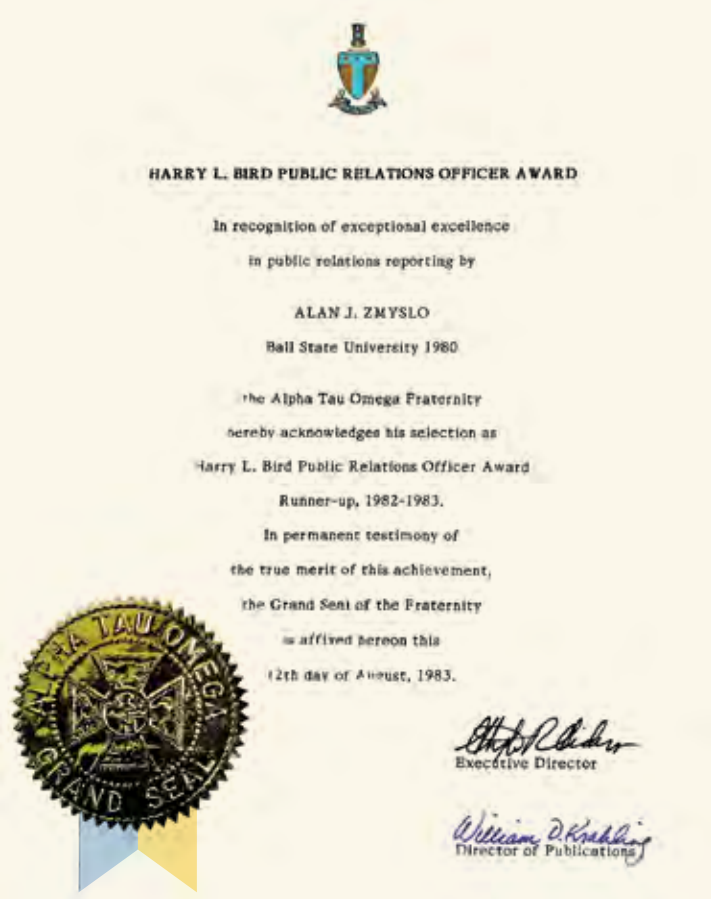 HARRY L. BIRD PUBLIC RELATIONS OFFICER AWARD
In recognition of exceptional excellence
in public relations reporting by
ALAN J. ZMYSLO
Ball State University 1980
the Alpha Tau Omega Fraternity
hereby acknowledges his selection as
Harry L. Bird Public Relations Officer Award
Runner-up, 1982-1983.
In permanent testimony of
the true merit of this achievement,
the Grand Seal of the Fraternity
is affixed hereon this
12th day of August, 1983.
ALPHA TAU OMEGA
GRAND SEAL
Executive Director
William D.
Director of Publications